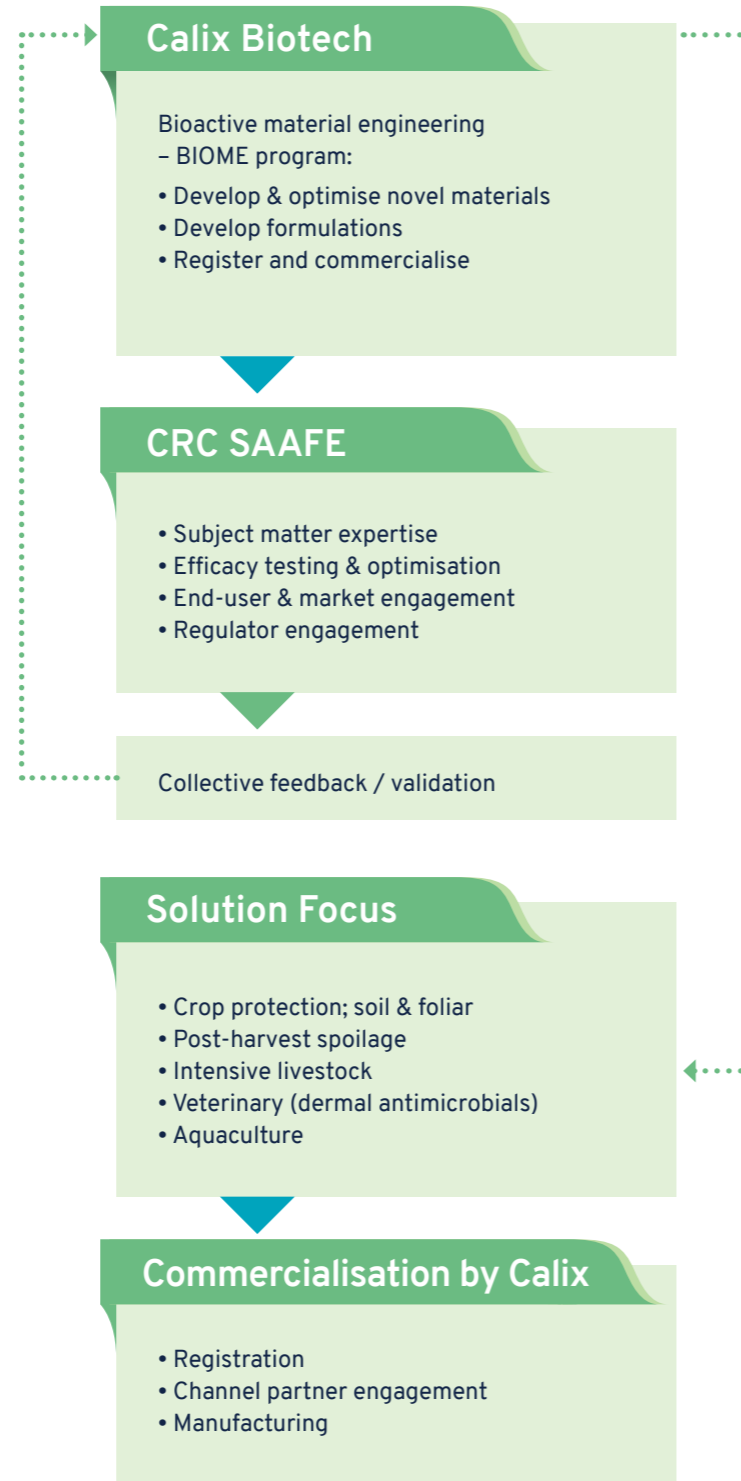 Calix Biotech
Bioactive material engineering
– BIOME program:
• Develop & optimise novel materials
• Develop formulations
• Register and commercialise
CRC SAAFE
• Subject matter expertise
• Efficacy testing & optimisation
• End-user & market engagement
• Regulator engagement
Collective feedback / validation
Solution Focus
• Crop protection; soil & foliar
• Post-harvest spoilage
• Intensive livestock
• Veterinary (dermal antimicrobials)
• Aquaculture
Commercialisation by Calix
• Registration
• Channel partner engagement
• Manufacturing